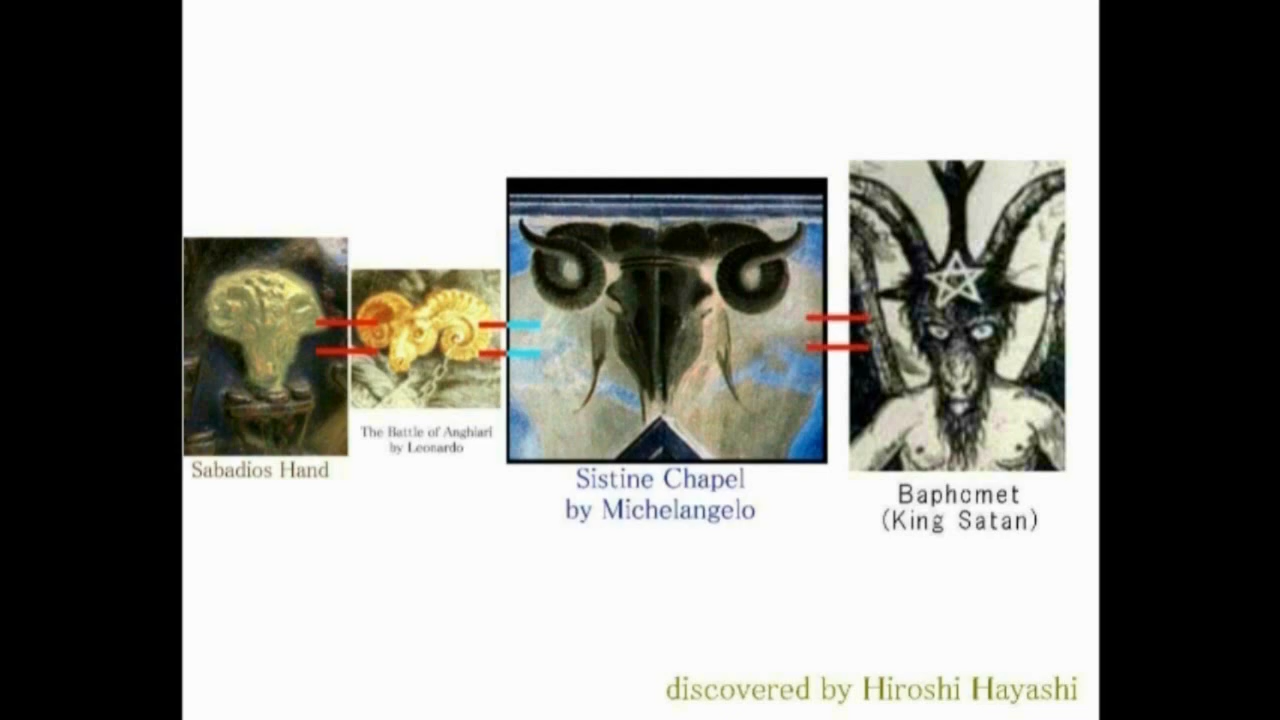 Sabadios Hand
The Battle of Anghiari
by Leonardo
Sistine Chapel
by Michelangelo
Baphomet
(King Satan)
discovered by Hiroshi Hayashi